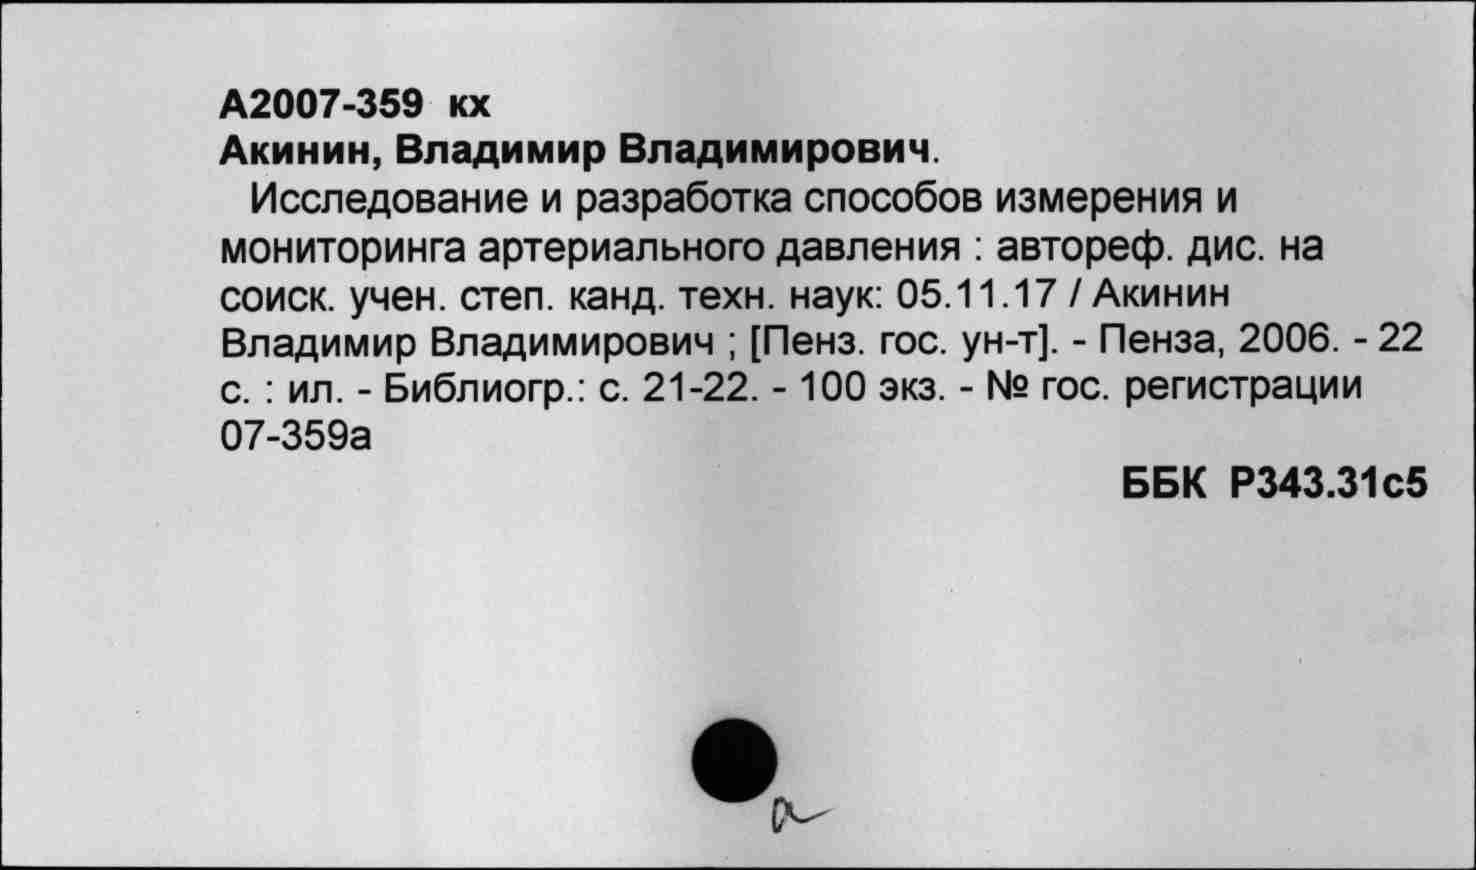 А2007-359 кх
Акинин, Владимир Владимирович.
Исследование и разработка способов измерения и
мониторинга артериального давления : автореф. дис. на
соиск. учен. степ. канд. техн. наук: 05.11.17 / Акинин
Владимир Владимирович ; [Пенз. гос. ун-т]. - Пенза, 2006. - 22
с. : ил. - Библиогр.: с. 21-22. - 100 экз. - № гос. регистрации
07-359а
ББК Р343.31с5
а